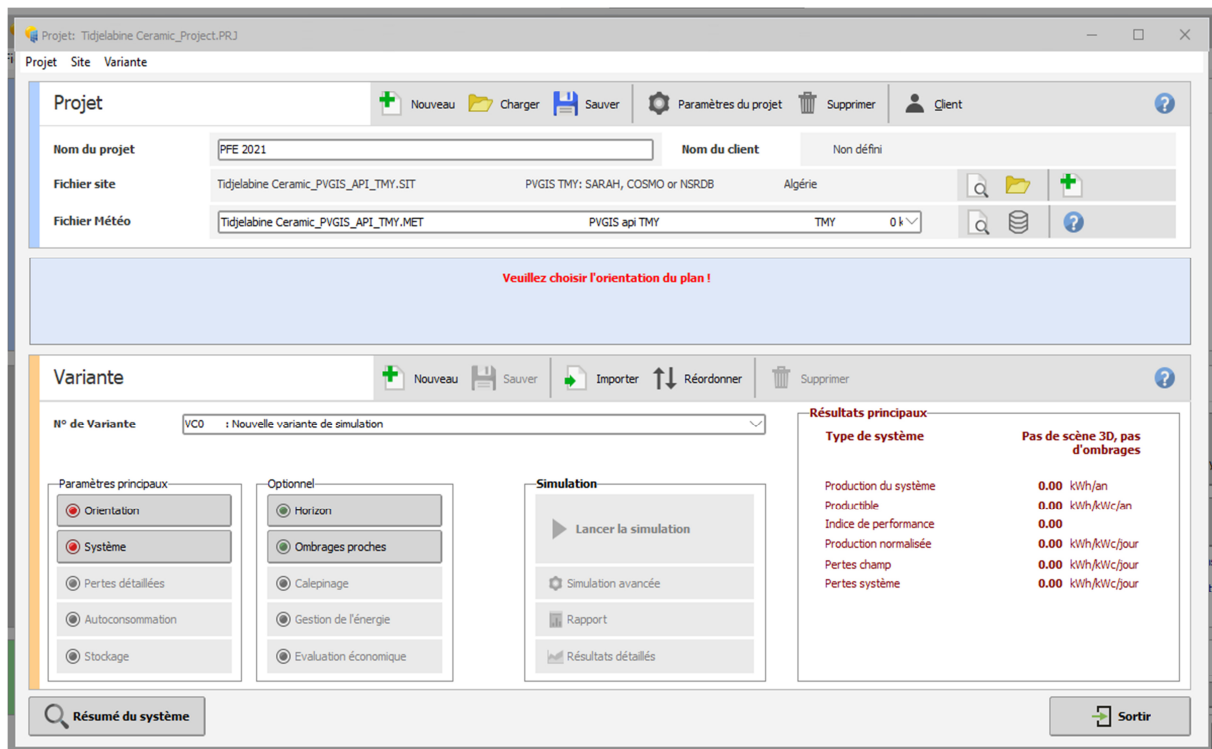 Projet: Tidjelabine Ceramic_Project.PRJ
Projet Site Variante
Projet Nouveau Charger Sauver Paramètres du projet Supprimer Client
Nom du projet PFE 2021 Nom du client Non défini
Fichier site Tidjelabine Ceramic_PVGIS_API_TMY.SIT PVGIS TMY: SARAH, COSMO or NSRDB Algérie
Fichier Météo Tidjelabine Ceramic_PVGIS_API_TMY.MET PVGIS api TMY TMY 0 k
Veuillez choisir l'orientation du plan !
Variante Nouveau Sauver Importer Réordonner Supprimer
N° de Variante VC0 : Nouvelle variante de simulation
Résultats principaux
Type de système Pas de scène 3D, pas
d'ombrages
Paramètres principaux Optionnel Simulation
Production du système 0.00 kWh/an
Orientation Horizon Lancer la simulation Productible 0.00 kWh/kWc/an
Indice de performance 0.00
Système Ombrages proches Production normalisée 0.00 kWh/kWc/jour
Pertes champ 0.00 kWh/kWc/jour
Pertes détaillées Calepinage Simulation avancée Pertes système 0.00 kWh/kWc/jour
Autoconsommation Gestion de l'énergie Rapport
Stockage Evaluation économique Résultats détaillés
Résumé du système Sortir